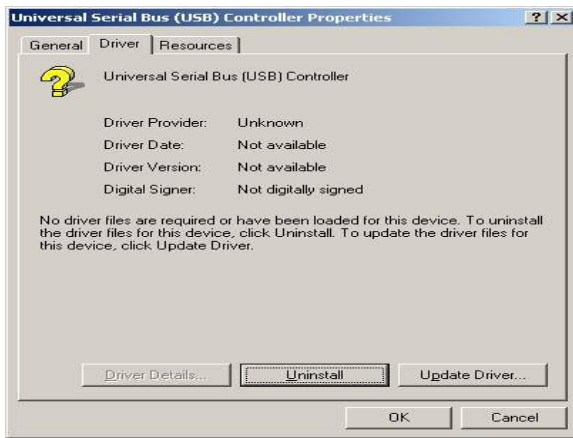 Universal Serial Bus (USB) Controller Properties
General Driver Resources
Universal Serial Bus (USB) Controller
Driver Provider: Unknown
Driver Date: Not available
Driver Version: Not available
Digital Signer: Not digitally signed
No driver files are required or have been loaded for this device. To uninstall
the driver files for this device, click Uninstall. To update the driver files for
this device, click Update Driver.
Driver Details... Uninstall Update Driver...
OK Cancel